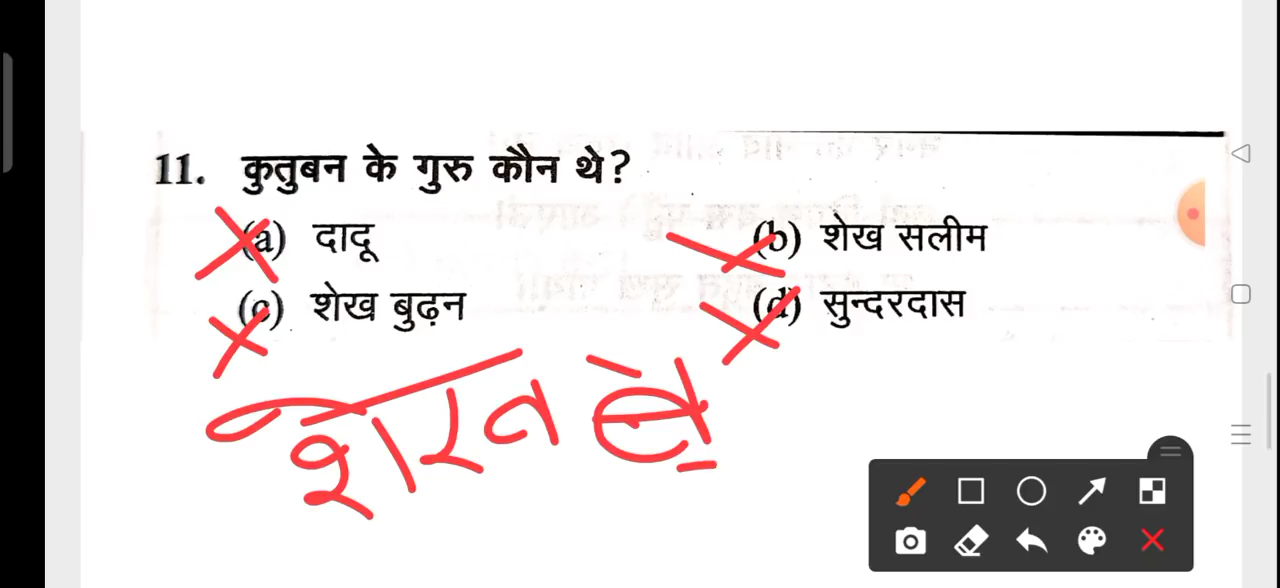 11. कुतुबन के गुरु कौन थे?
(a) दादू (b) शेख सलीम
(c) शेख बुढ़न (d) सुन्दरदास